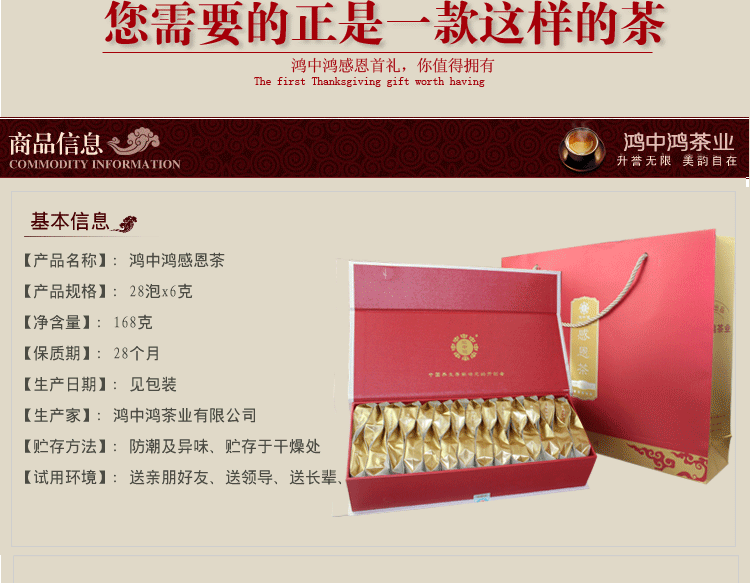 您需要的正是一款这样的茶
鸿中鸿感恩首礼，你值得拥有
The first Thanksgiving gift worth having
商品信息
COMMODITY INFORMATION
鸿中鸿茶业
升誉无限 美韵自在
基本信息
【产品名称】：鸿中鸿感恩茶
【产品规格】：28泡x6克
【净含量】：168克
【保质期】：28个月
【生产日期】：见包装
【生产家】：鸿中鸿茶业有限公司
【贮存方法】：防潮及异味、贮存于干燥处
【试用环境】：送亲朋好友、送领导、送长辈、
感恩茶